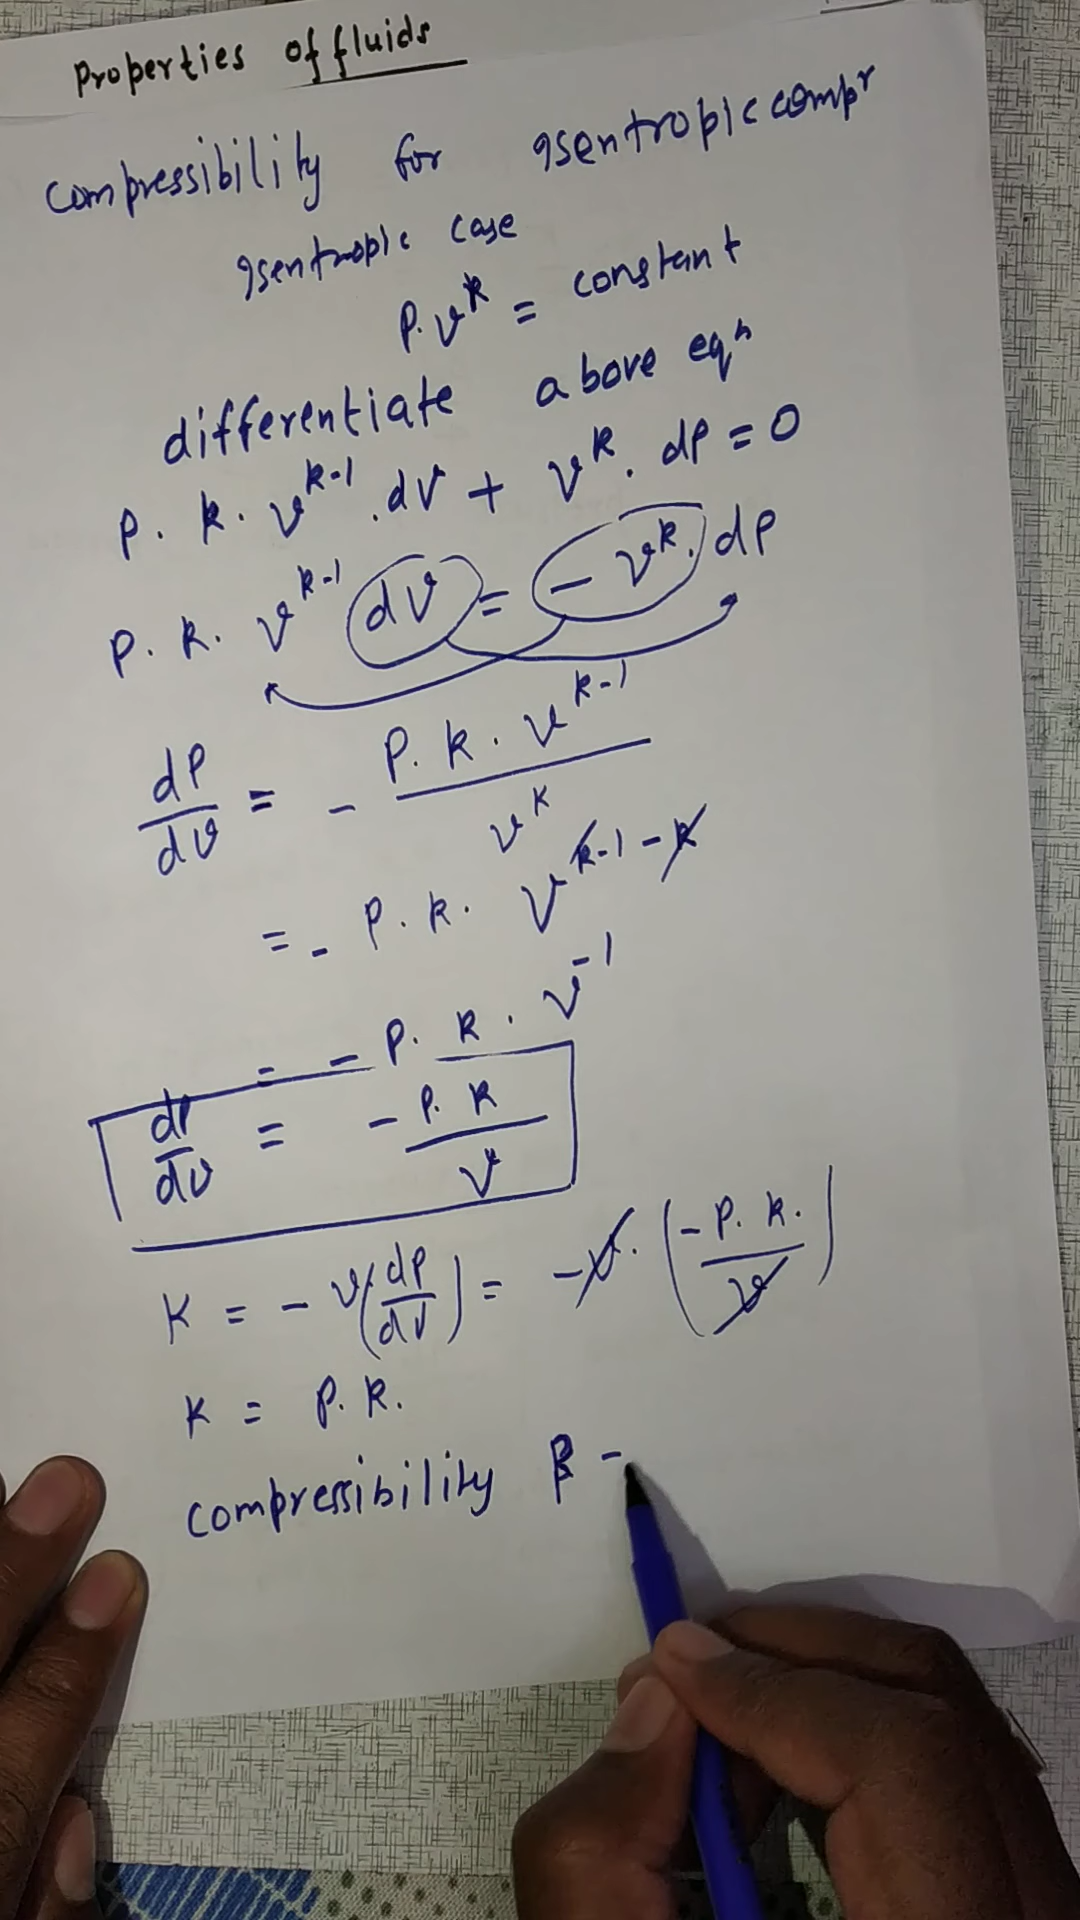 Properties of fluids
compressibility for isentropic compr
isentropic case
P.v^k = constant
differentiate above eqn
P. k. v^k-1 .dv + v^k. dP = 0
P. k. v^k-1 dv = - v^k. dP
dP/dv = - P. k. v^k-1 / v^k
= - P. k. v^k-1-k
= - P. k. v^-1
dP/dv = -P. k / v
K = - v(dP/dv) = -v. (-P. k. / v)
K = P. k.
compressibility β -